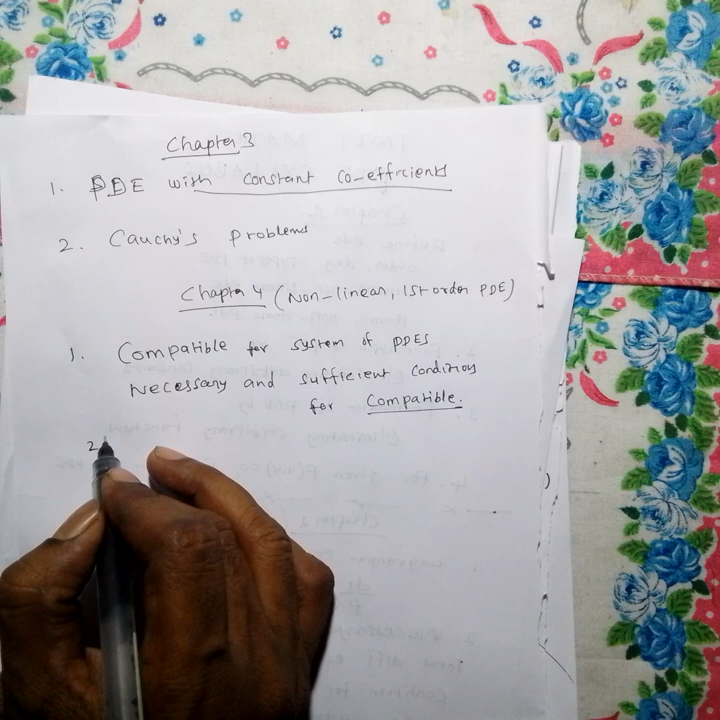 Chapter 3
1. PDE with constant co-efficients
2. Cauchy's problems
Chapter 4 (Non-linear, 1st order PDE)
1. Compatible for system of PDES
Necessary and sufficient conditions
for Compatible.
2